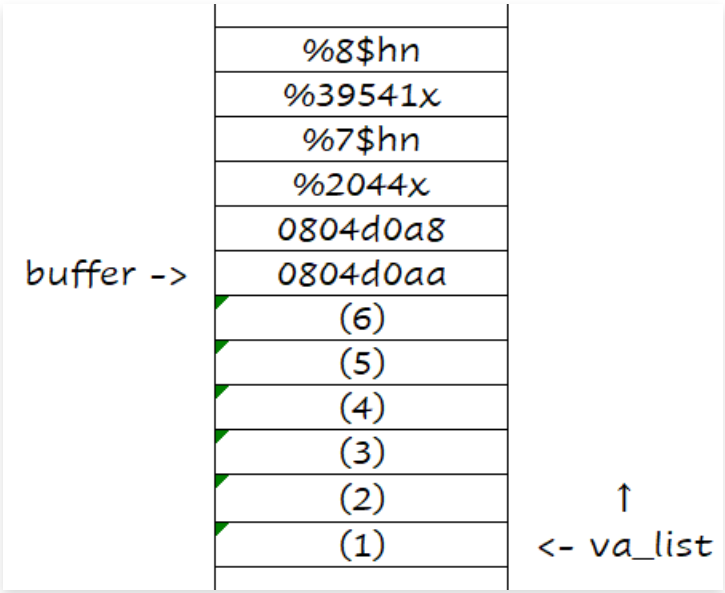 %8$hn
%39541x
%7$hn
%2044x
0804d0a8
buffer -> 0804d0aa
(6)
(5)
(4)
(3)
(2) ↑
(1) <- va_list